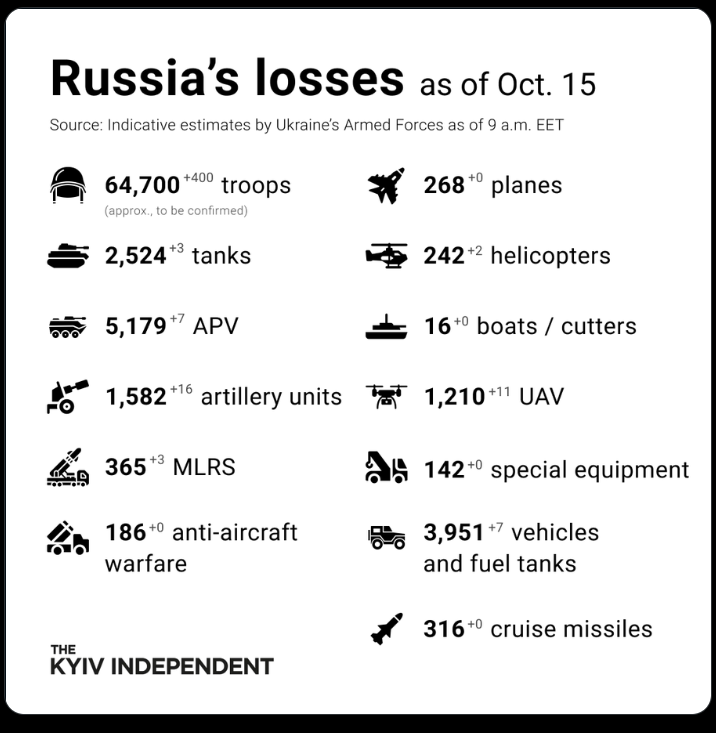 Russia's losses as of Oct. 15
Source: Indicative estimates by Ukraine's Armed Forces as of 9 a.m. EET
64,700 +400 troops
(approx., to be confirmed)
2,524 +3 tanks
5,179 +7 APV
1,582 +16 artillery units
365 +3 MLRS
186 +0 anti-aircraft
warfare
268 +0 planes
242 +2 helicopters
16 +0 boats / cutters
1,210 +11 UAV
142 +0 special equipment
3,951 +7 vehicles
and fuel tanks
316 +0 cruise missiles
THE
KYIV INDEPENDENT